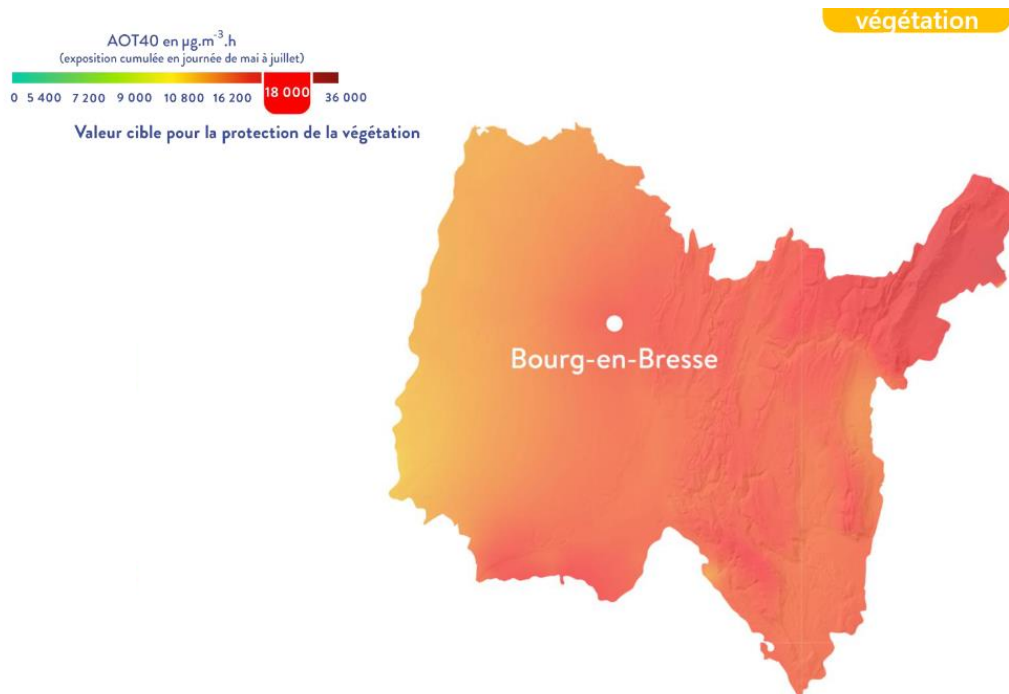 végétation
AOT40 en µg.m⁻³.h
(exposition cumulée en journée de mai à juillet)
0 5 400 7 200 9 000 10 800 16 200 18 000 36 000
Valeur cible pour la protection de la végétation
Bourg-en-Bresse